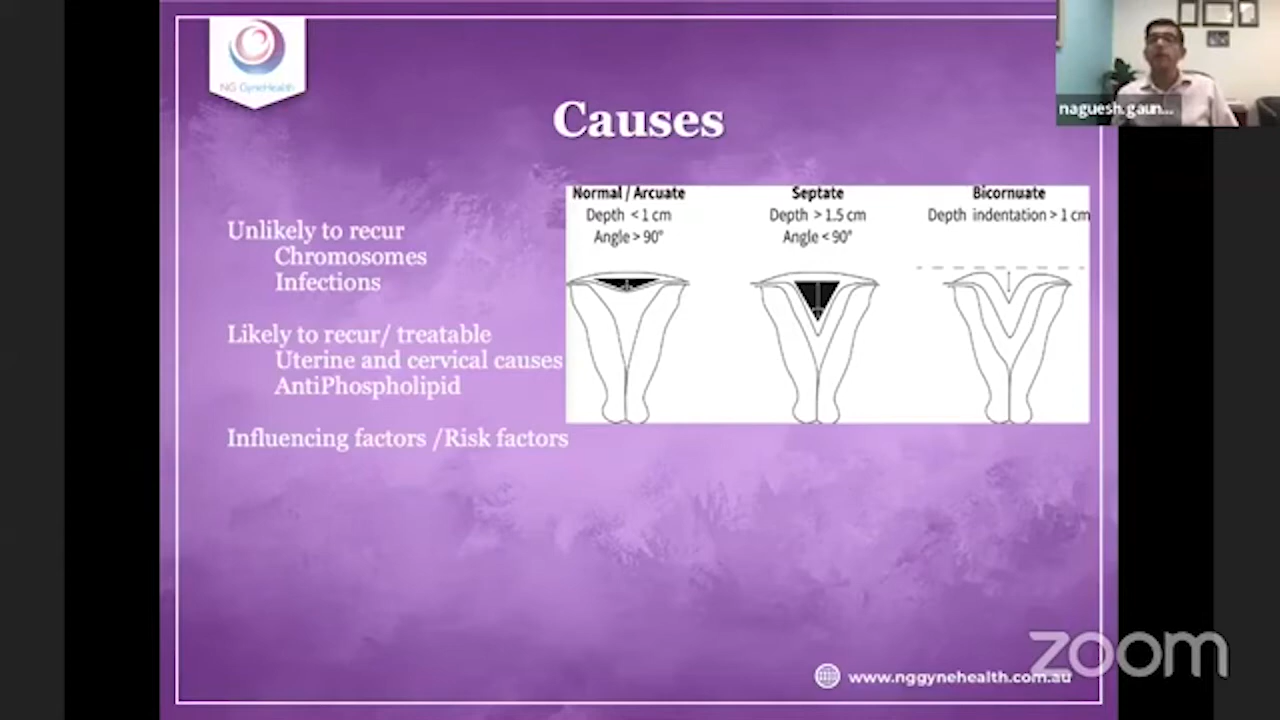 NG GyneHealth
naguesh.gaun...
Causes
Unlikely to recur
Chromosomes
Infections
Likely to recur/ treatable
Uterine and cervical causes
AntiPhospholipid
Influencing factors /Risk factors
Normal / Arcuate
Depth < 1 cm
Angle > 90°
Septate
Depth > 1.5 cm
Angle < 90°
Bicornuate
Depth indentation > 1 cm
zoom
www.nggynehealth.com.au